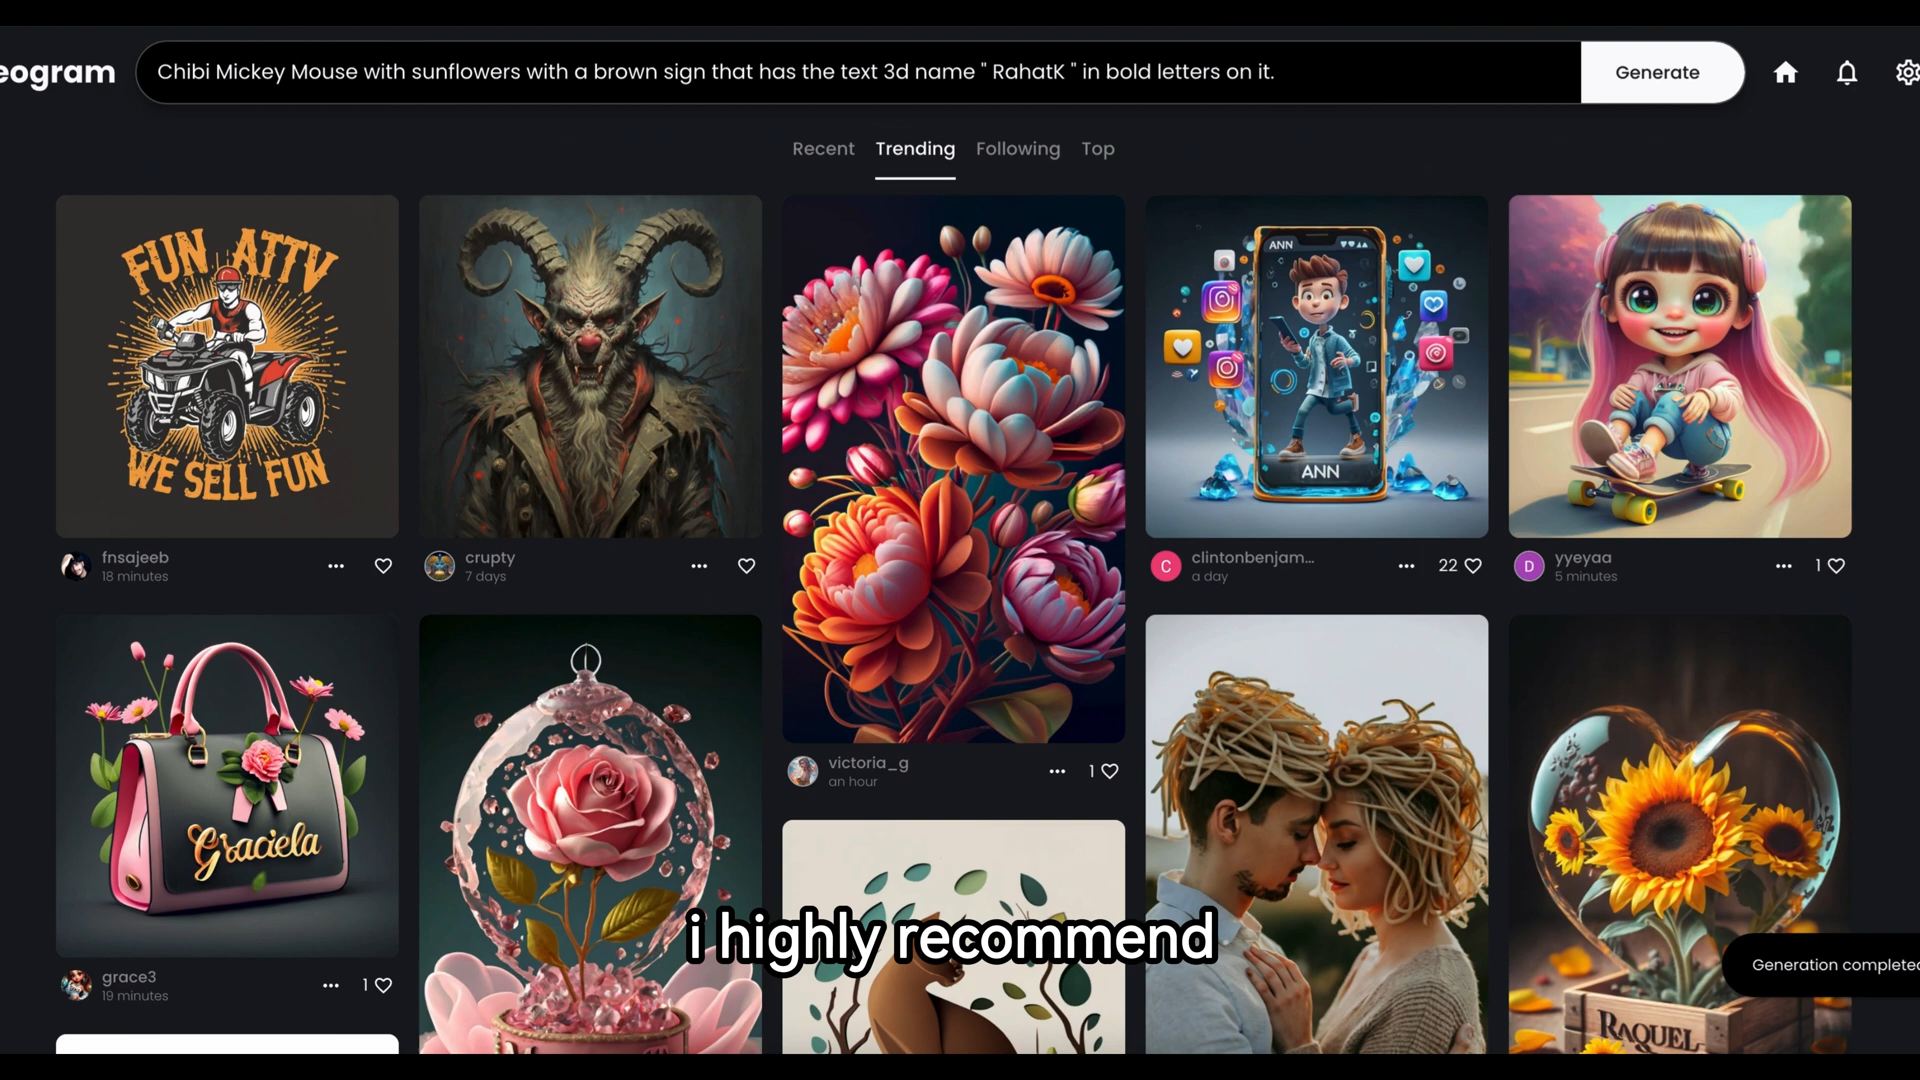 eogram
Chibi Mickey Mouse with sunflowers with a brown sign that has the text 3d name " RahatK " in bold letters on it.
Generate
Recent
Trending
Following
Top
FUN ATTV
WE SELL FUN
ANN
ANN
fnsajeeb
18 minutes
crupty
7 days
clintonbenjam...
a day
22
yyeyaa
5 minutes
1
D
C
Graciela
victoria_g
an hour
1
i highly recommend
Generation completed
grace3
19 minutes
1
RAQUEL